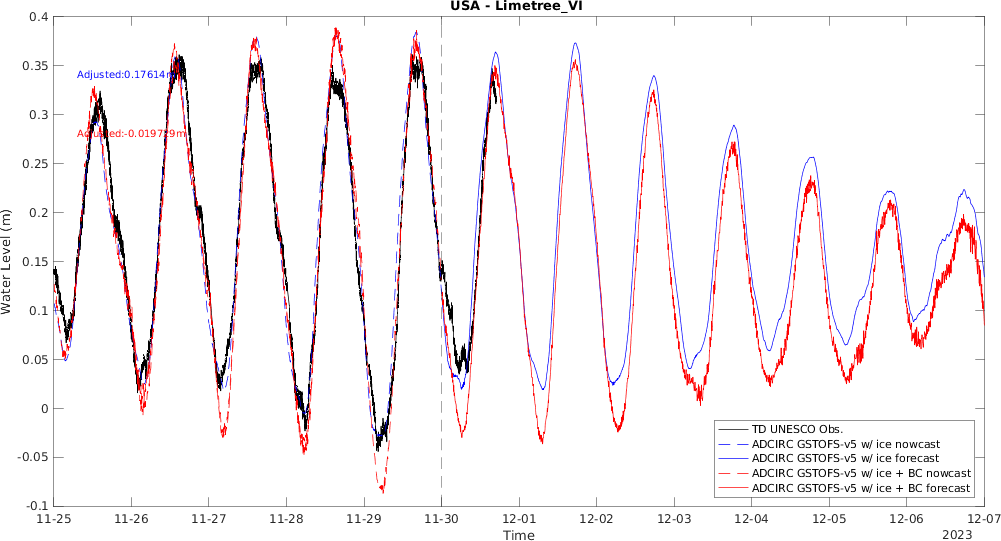 USA - Limetree_VI
0.4
0.35
0.3
0.25
0.2
0.15
0.1
0.05
0
-0.05
-0.1
Water Level (m)
Adjusted:0.17614m
Adjusted:-0.019729m
TD UNESCO Obs.
ADCIRC GSTOFS-v5 w/ ice nowcast
ADCIRC GSTOFS-v5 w/ ice forecast
ADCIRC GSTOFS-v5 w/ ice + BC nowcast
ADCIRC GSTOFS-v5 w/ ice + BC forecast
11-25 11-26 11-27 11-28 11-29 11-30 12-01 12-02 12-03 12-04 12-05 12-06 12-07
Time
2023